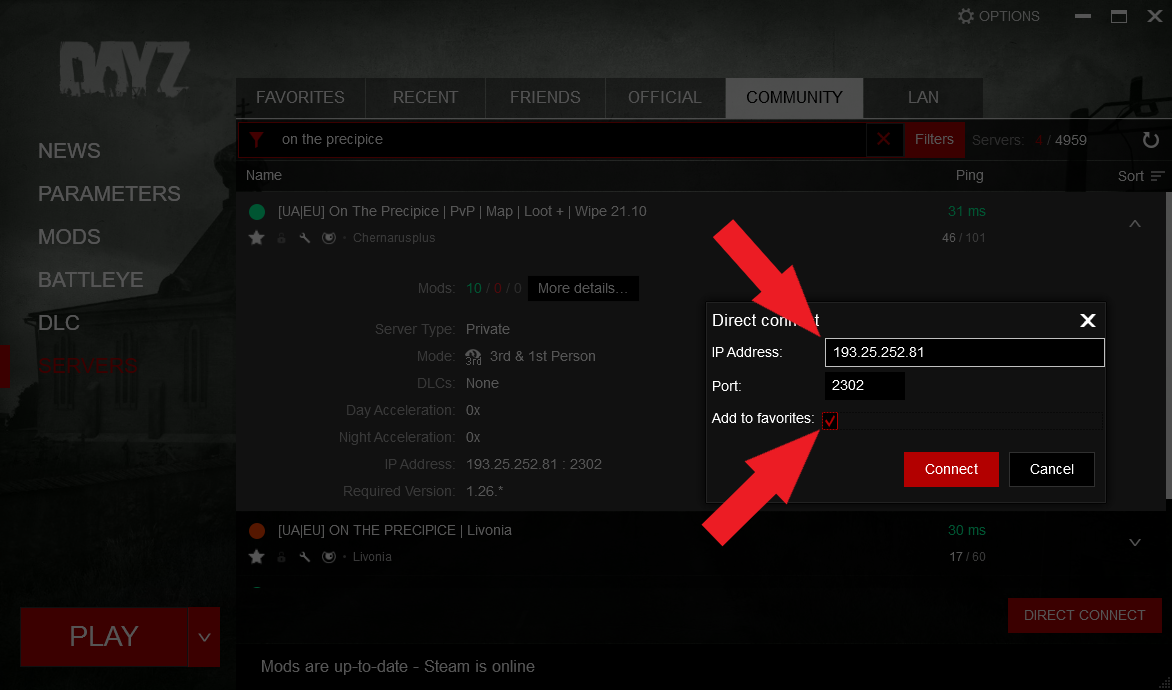 OPTIONS
DAYZ
FAVORITES RECENT FRIENDS OFFICIAL COMMUNITY LAN
on the precipice Filters Servers: 4 / 4959
NEWS
PARAMETERS
MODS
BATTLEYE
DLC
SERVERS
Name Ping Sort
[UA|EU] On The Precipice | PvP | Map | Loot + | Wipe 21.10 31 ms
Chernarusplus 46 / 101
Mods: 10 / 0 / 0 More details...
Server Type: Private
Mode: 3rd 3rd & 1st Person
DLCs: None
Day Acceleration: 0x
Night Acceleration: 0x
IP Address: 193.25.252.81 : 2302
Required Version: 1.26.*
Direct connect
IP Address: 193.25.252.81
Port: 2302
Add to favorites:
Connect Cancel
[UA|EU] ON THE PRECIPICE | Livonia 30 ms
Livonia 17 / 60
DIRECT CONNECT
PLAY
Mods are up-to-date - Steam is online